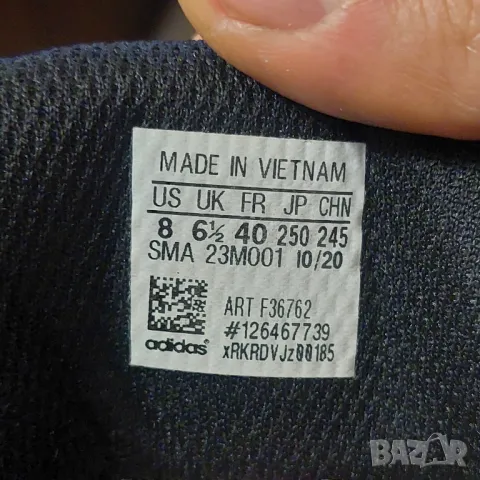 MADE IN VIETNAM
US UK FR JP CHN
8 6½ 40 250 245
SMA 23M001 10/20
ART F36762
#126467739
xRKRDVJz00185
adidas®
BAZAR